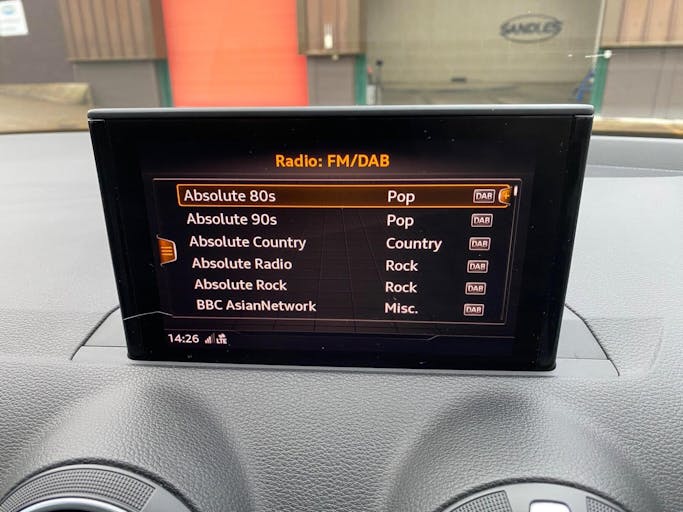 SANDLES
Radio: FM/DAB
Absolute 80s Pop DAB
Absolute 90s Pop DAB
Absolute Country Country DAB
Absolute Radio Rock DAB
Absolute Rock Rock DAB
BBC AsianNetwork Misc. DAB
14:26 LTE